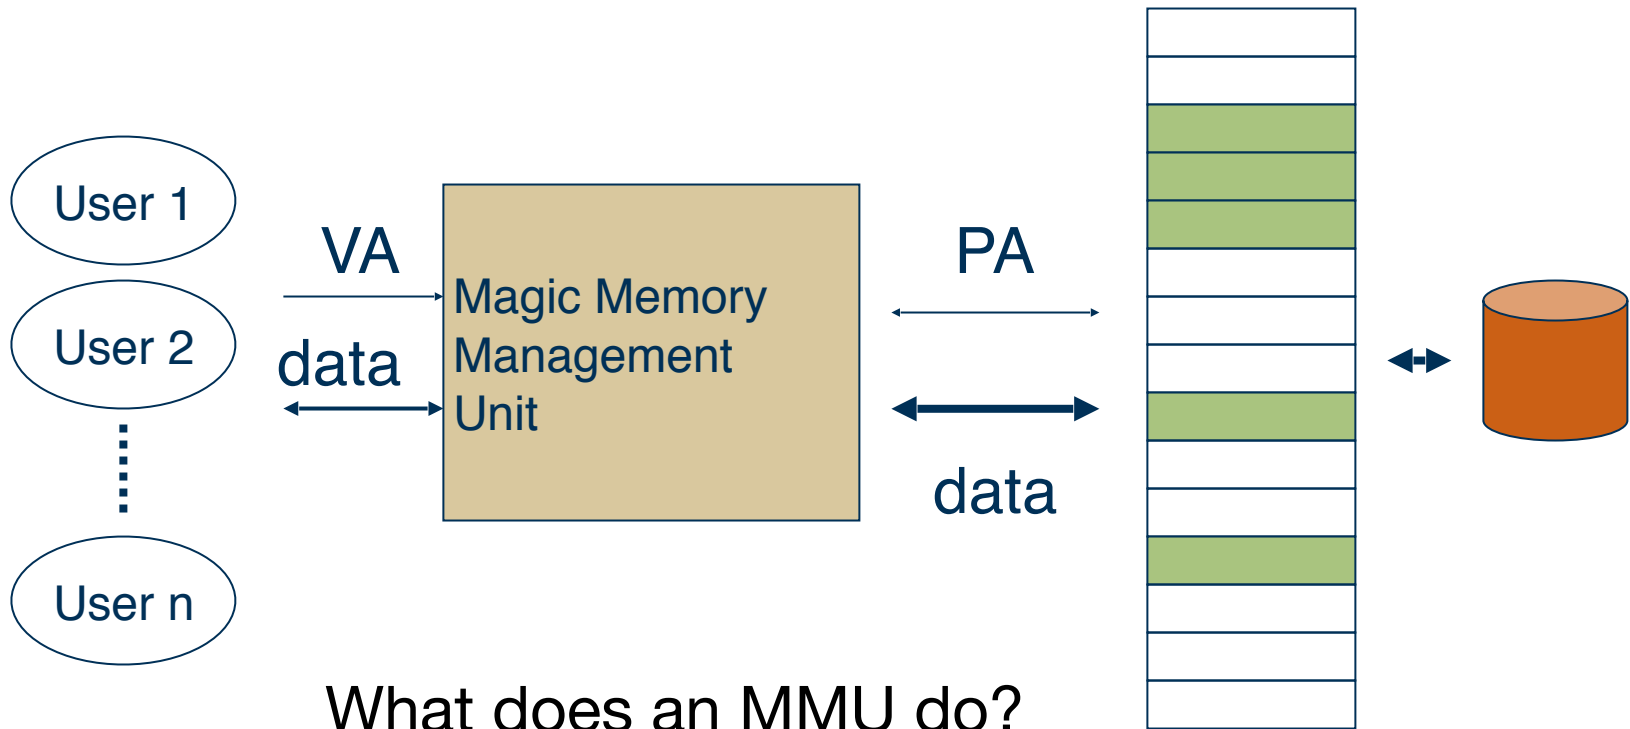 User 1
User 2
User n
VA
data
Magic Memory
Management
Unit
PA
data
What does an MMU do?